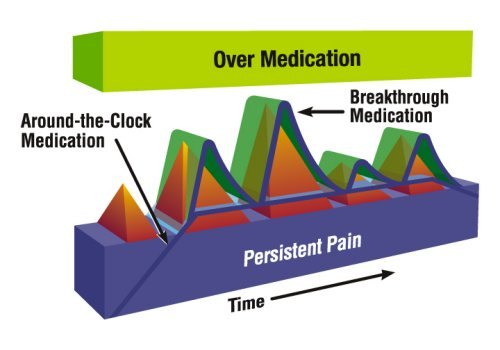 Over Medication
Breakthrough
Medication
Around-the-Clock
Medication
Persistent Pain
Time